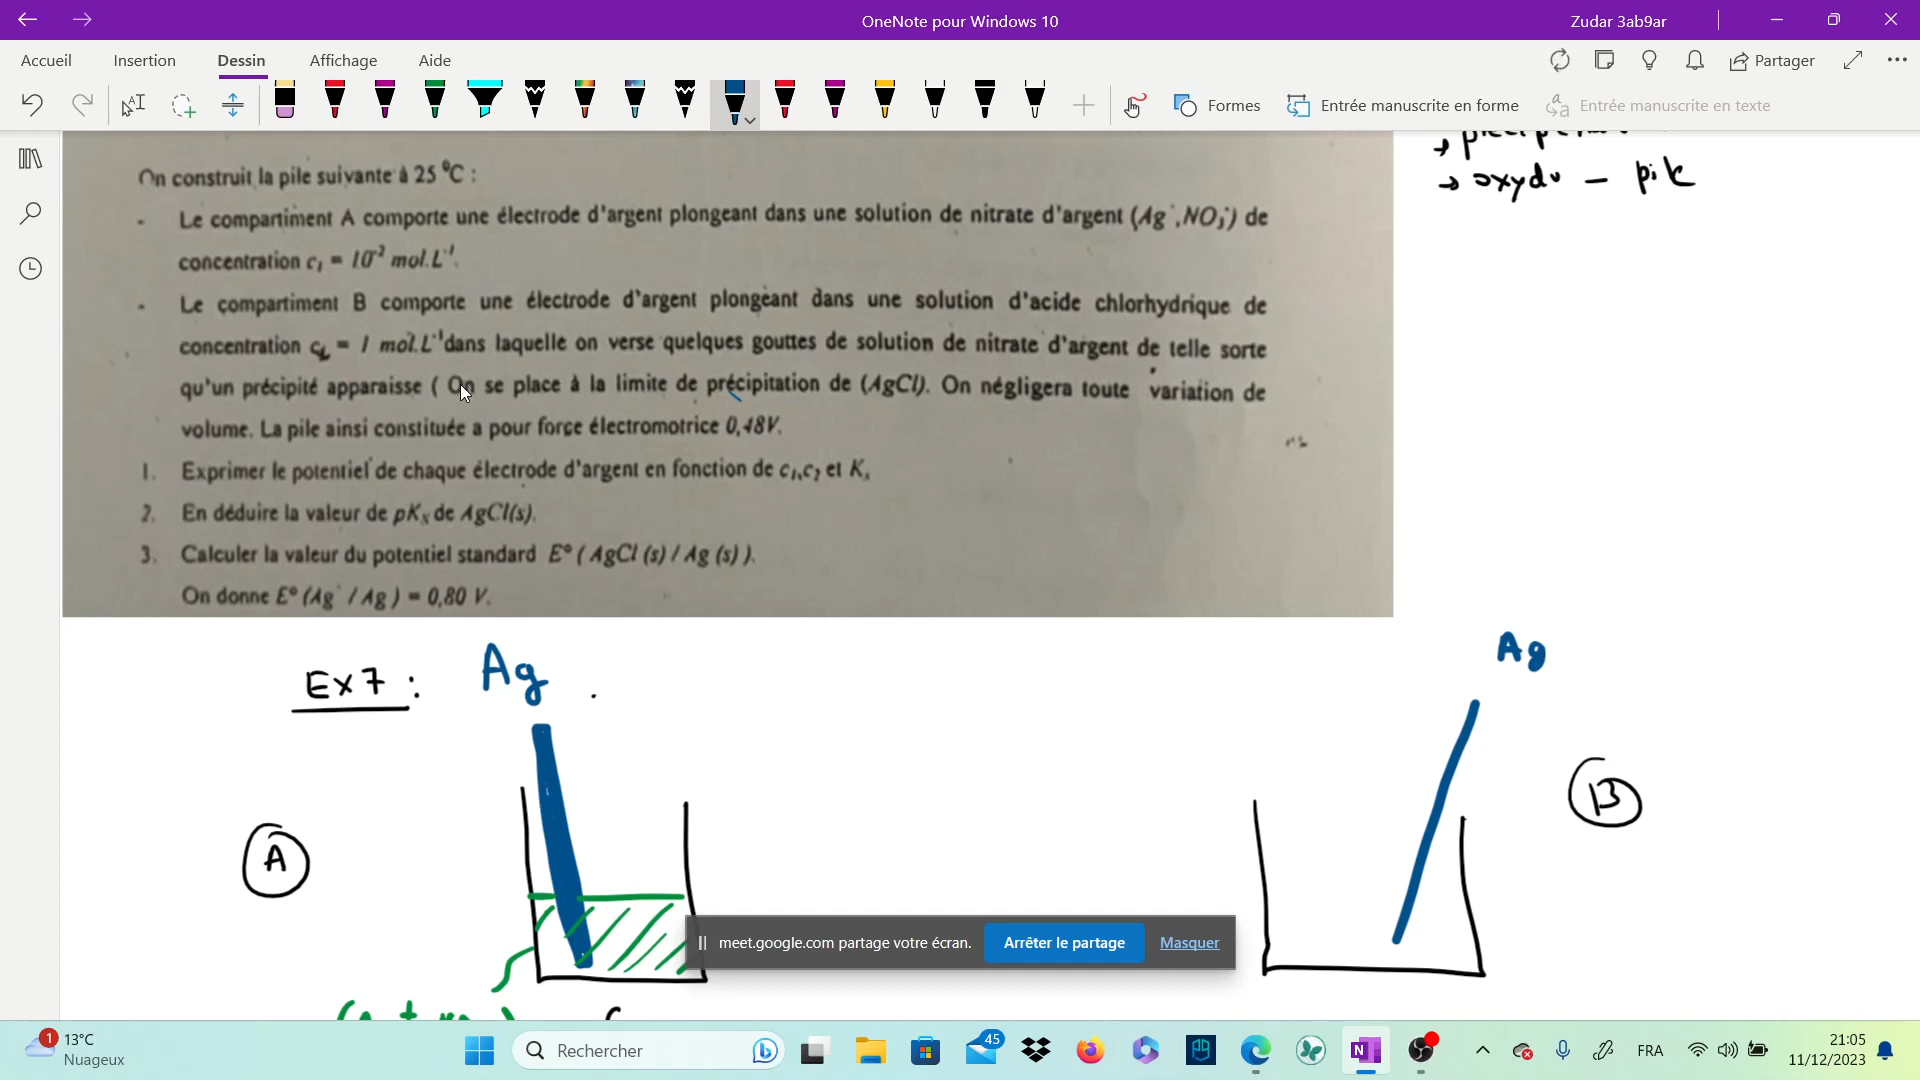 OneNote pour Windows 10
Zudar 3ab9ar
Accueil
Insertion
Dessin
Affichage
Aide
Partager
Formes
Entrée manuscrite en forme
Entrée manuscrite en texte
→ oxydo – pile
On construit la pile suivante à 25 °C :
- Le compartiment A comporte une électrode d'argent plongeant dans une solution de nitrate d'argent (Ag⁺,NO₃⁻) de
concentration c₁ = 10⁻² mol.L⁻¹.
- Le compartiment B comporte une électrode d'argent plongeant dans une solution d'acide chlorhydrique de
concentration c₂ = 1 mol.L⁻¹dans laquelle on verse quelques gouttes de solution de nitrate d'argent de telle sorte
qu'un précipité apparaisse ( On se place à la limite de précipitation de (AgCl). On négligera toute variation de
volume. La pile ainsi constituée a pour force électromotrice 0,48V.
1. Exprimer le potentiel de chaque électrode d'argent en fonction de c₁,c₂ et Kₛ
2. En déduire la valeur de pKₛ de AgCl(s).
3. Calculer la valeur du potentiel standard E° ( AgCl (s) / Ag (s) ).
On donne E° (Ag⁺ / Ag ) = 0,80 V.
Ex7 :
Ag
Ag
A
B
meet.google.com partage votre écran.
Arrêter le partage
Masquer
1
13°C
Nuageux
Rechercher
45
FRA
21:05
11/12/2023